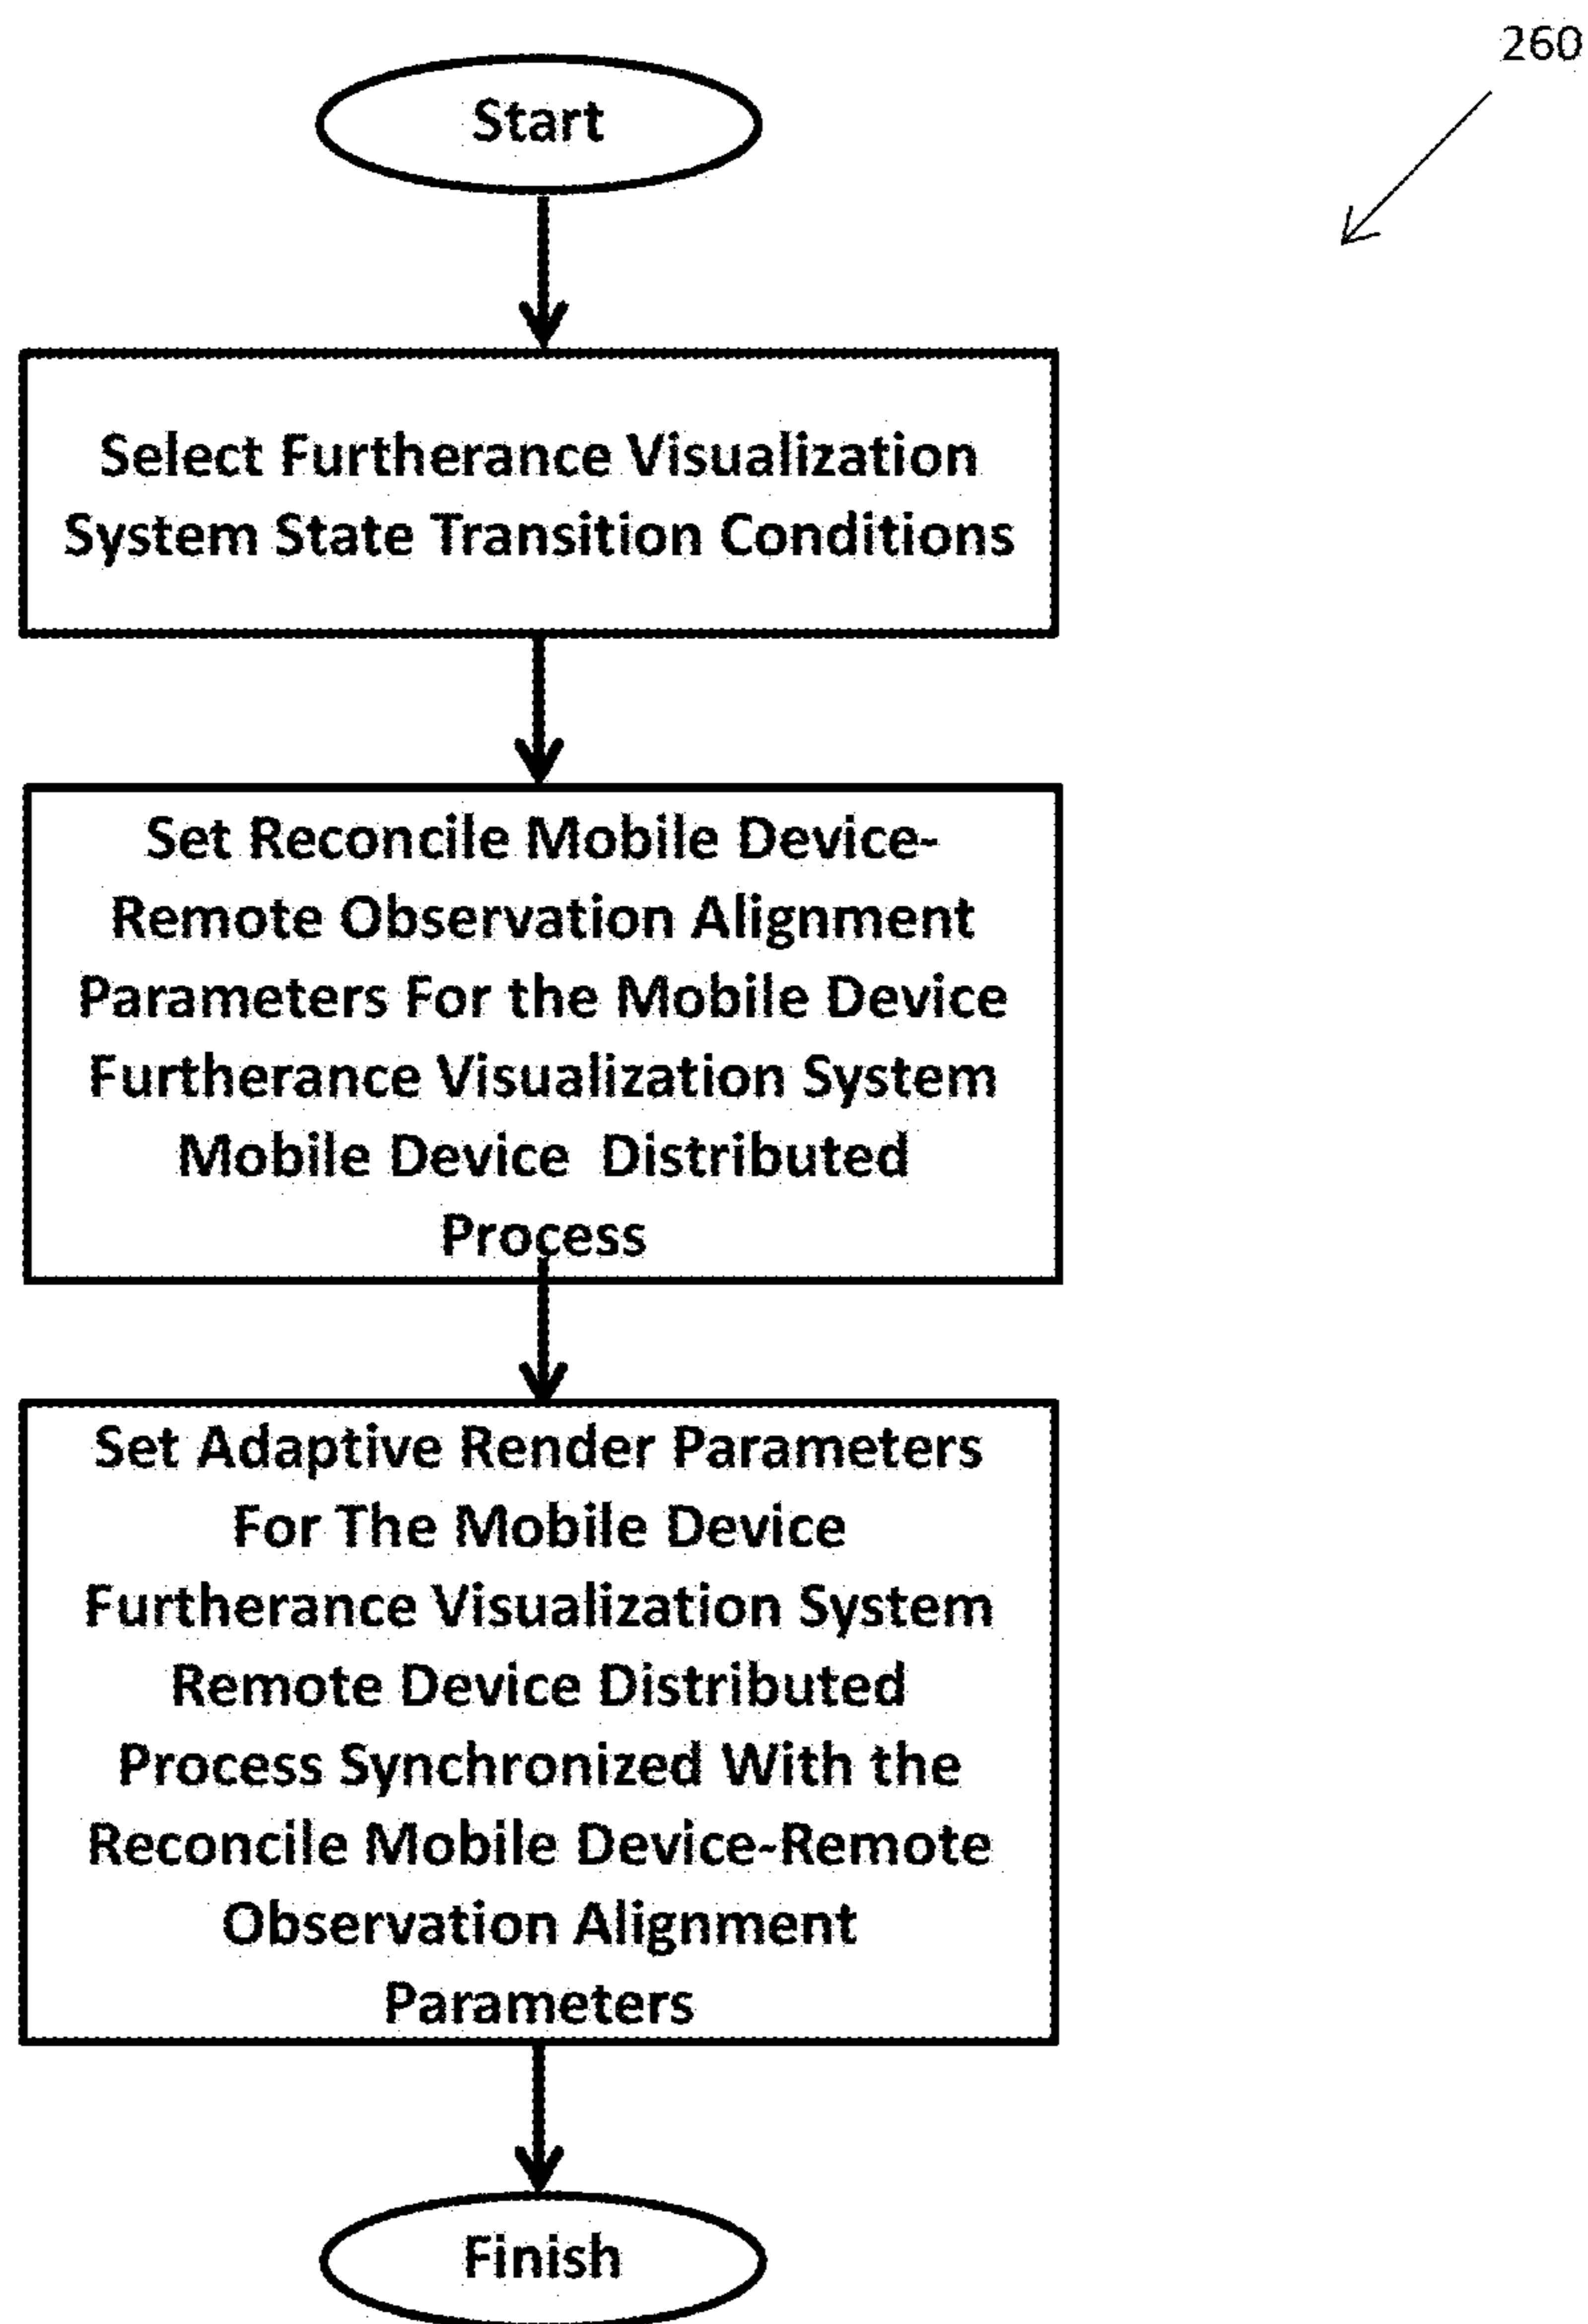 260
Start
Select Furtherance Visualization
System State Transition Conditions
Set Reconcile Mobile Device-
Remote Observation Alignment
Parameters For the Mobile Device
Furtherance Visualization System
Mobile Device Distributed
Process
Set Adaptive Render Parameters
For The Mobile Device
Furtherance Visualization System
Remote Device Distributed
Process Synchronized With the
Reconcile Mobile Device-Remote
Observation Alignment
Parameters
Finish